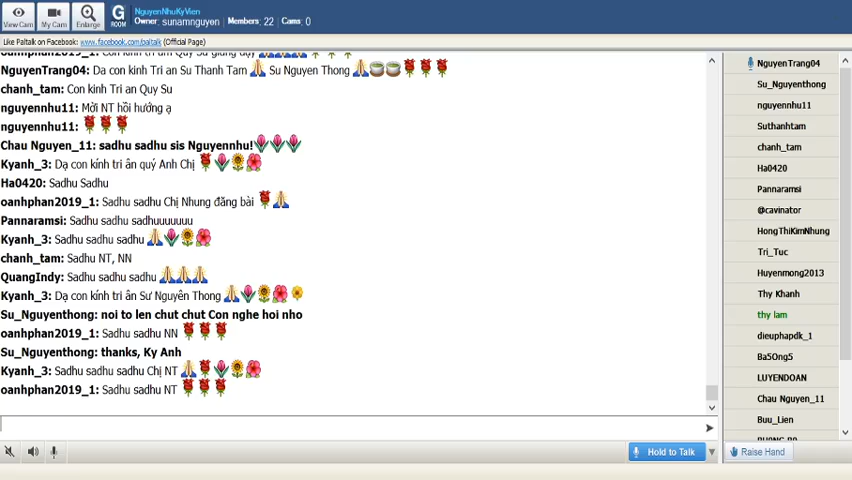 NguyenNhuKyVien
Owner: sunamnguyen Members: 22 Cams: 0
View Cam My Cam Enlarge G ROOM
Like Paltalk on Facebook: www.facebook.com/paltalk (Official Page)
NguyenTrang04: Da con kinh Tri an Su Thanh Tam Su Nguyen Thong
chanh_tam: Con kinh Tri an Quy Su
nguyennhu11: Mời NT hồi hướng ạ
nguyennhu11:
Chau Nguyen_11: sadhu sadhu sis Nguyennhu!
Kyanh_3: Dạ con kính tri ân quý Anh Chị
Ha0420: Sadhu Sadhu
oanhphan2019_1: Sadhu sadhu Chị Nhung đăng bài
Pannaramsi: Sadhu sadhu sadhuuuuuuu
Kyanh_3: Sadhu sadhu sadhu
chanh_tam: Sadhu NT, NN
QuangIndy: Sadhu sadhu sadhu
Kyanh_3: Dạ con kính tri ân Sư Nguyên Thong
Su_Nguyenthong: noi to len chut chut Con nghe hoi nho
oanhphan2019_1: Sadhu sadhu NN
Su_Nguyenthong: thanks, Ky Anh
Kyanh_3: Sadhu sadhu sadhu Chị NT
oanhphan2019_1: Sadhu sadhu NT
Hold to Talk
NguyenTrang04
Su_Nguyenthong
nguyennhu11
Suthanhtam
chanh_tam
Ha0420
Pannaramsi
@cavinator
HongThiKimNhung
Tri_Tuc
Huyenmong2013
Thy Khanh
thy lam
dieuphapdk_1
Ba5Ong5
LUYENDOAN
Chau Nguyen_11
Buu_Lien
Raise Hand